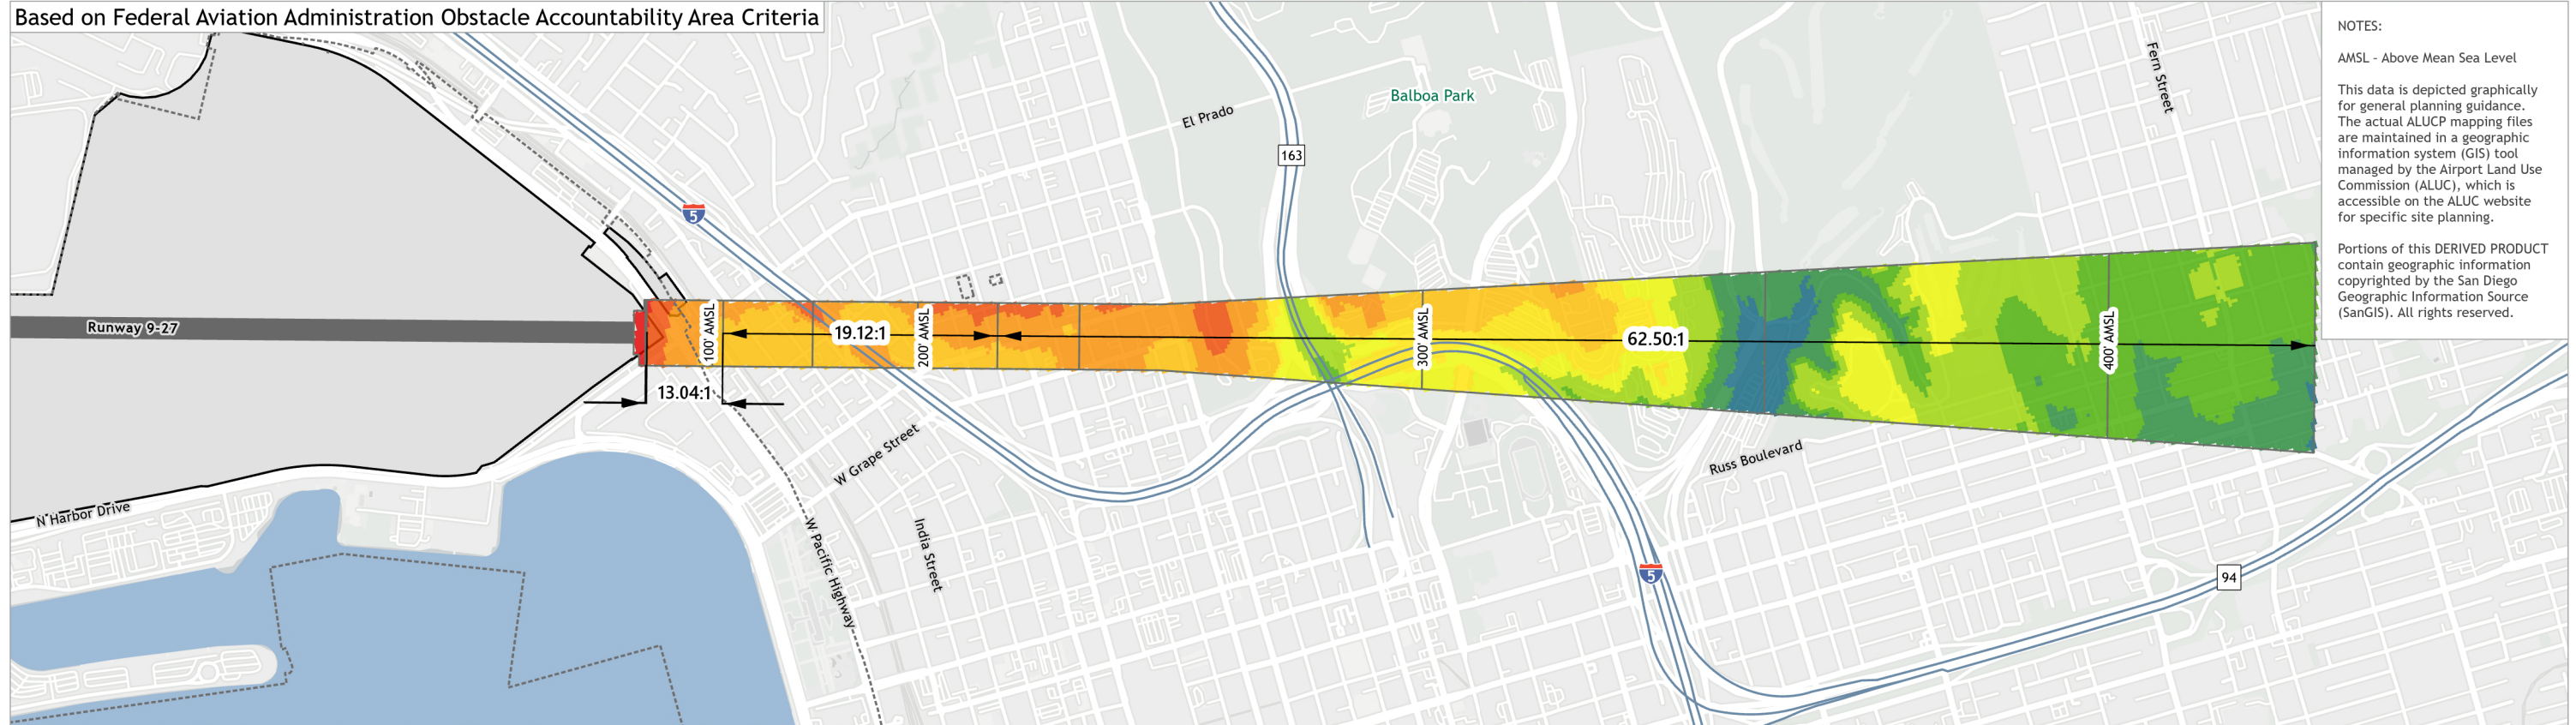 Based on Federal Aviation Administration Obstacle Accountability Area Criteria
NOTES:
AMSL - Above Mean Sea Level
This data is depicted graphically
for general planning guidance.
The actual ALUCP mapping files
are maintained in a geographic
information system (GIS) tool
managed by the Airport Land Use
Commission (ALUC), which is
accessible on the ALUC website
for specific site planning.
Portions of this DERIVED PRODUCT
contain geographic information
copyrighted by the San Diego
Geographic Information Source
(SanGIS). All rights reserved.
Fern Street
Balboa Park
El Prado
163
5
Runway 9-27
100' AMSL
19.12:1
200' AMSL
300' AMSL
62.50:1
400' AMSL
13.04:1
W Grape Street
Russ Boulevard
N Harbor Drive
W Pacific Highway
India Street
5
94